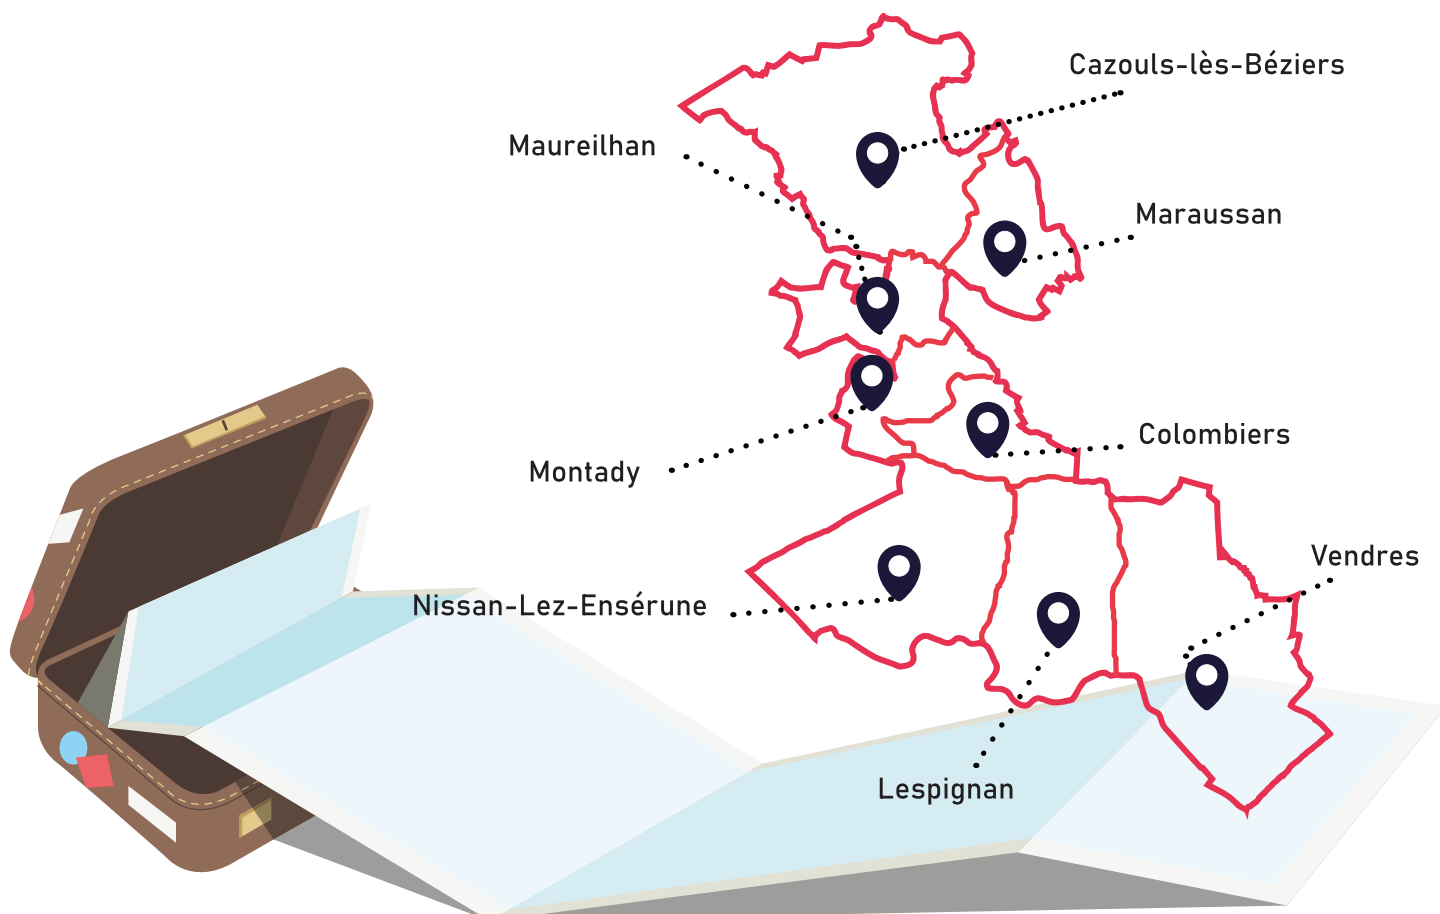 Cazouls-lès-Béziers
Maureilhan
Maraussan
Colombiers
Montady
Vendres
Nissan-Lez-Ensérune
Lespignan